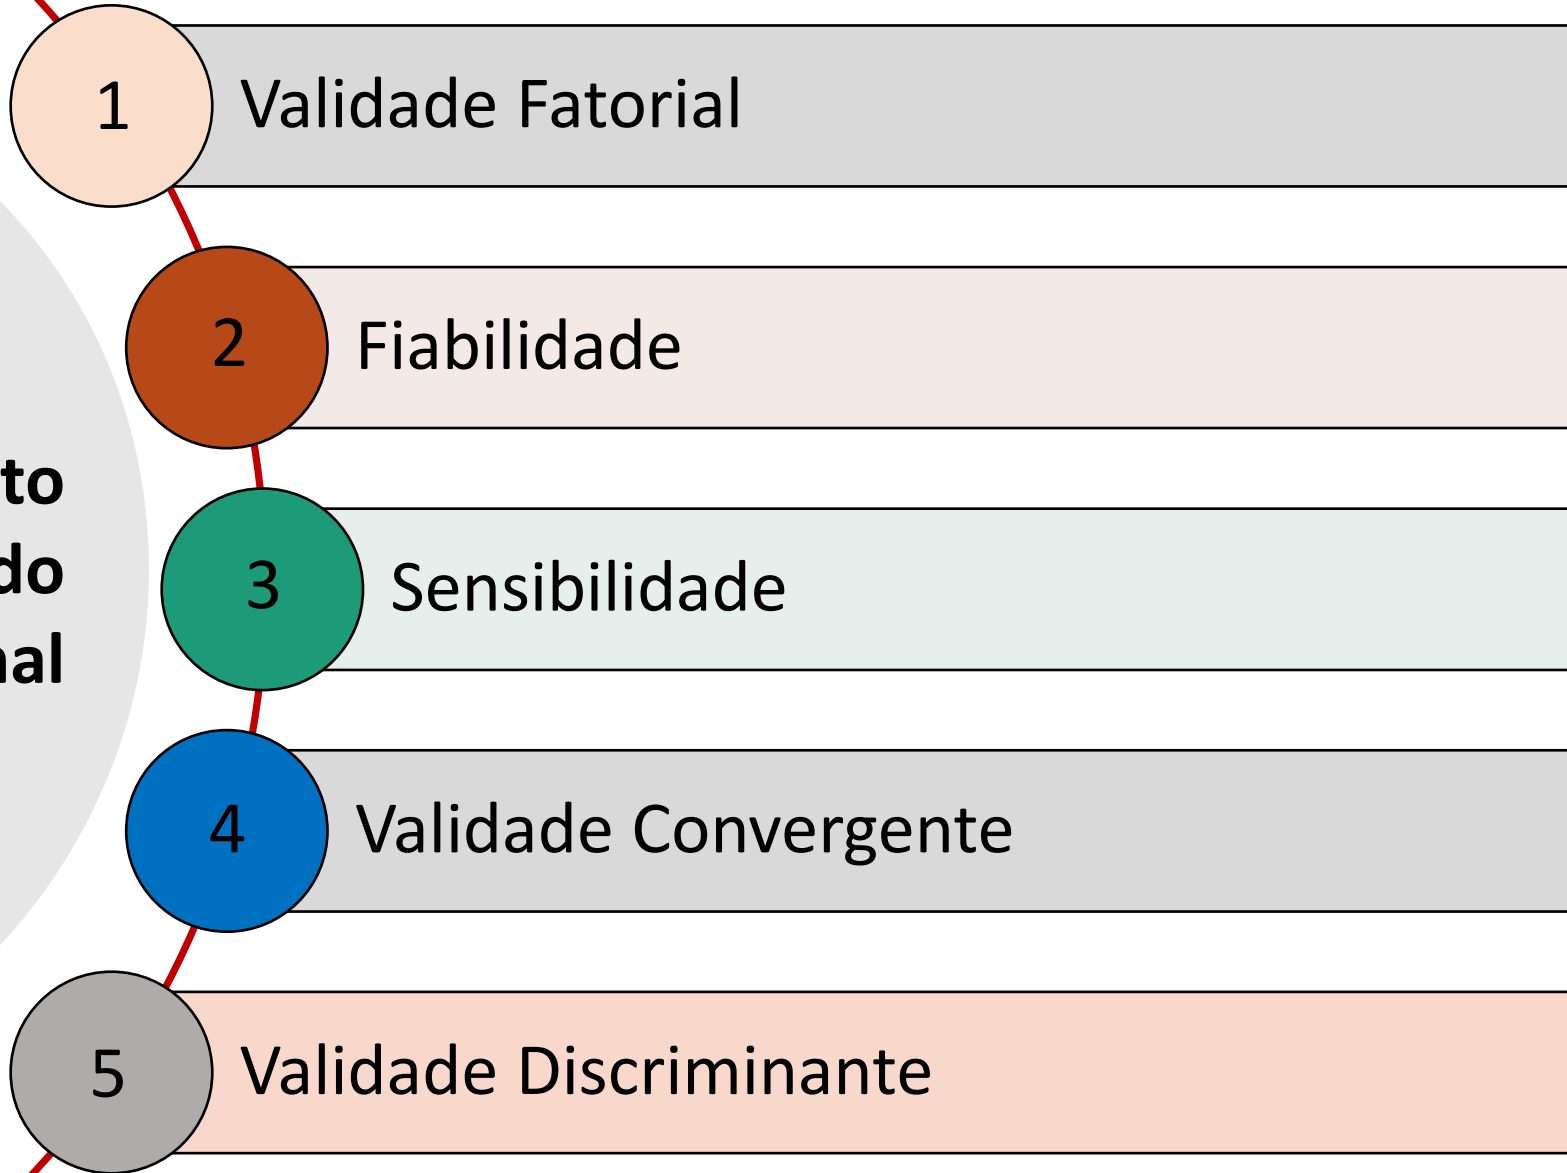 1 Validade Fatorial
2 Fiabilidade
3 Sensibilidade
4 Validade Convergente
5 Validade Discriminante